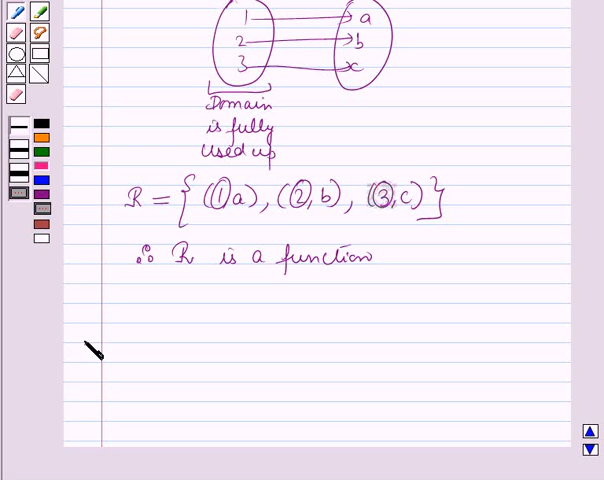 1 a
2 b
3 c
Domain
is fully
used up
R = {(1,a), (2,b), (3,c)}
∴ R is a function